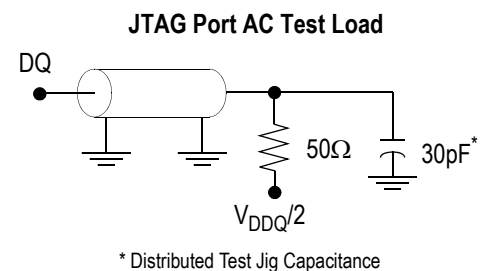 JTAG Port AC Test Load
DQ
50Ω
30pF*
VDDQ/2
* Distributed Test Jig Capacitance